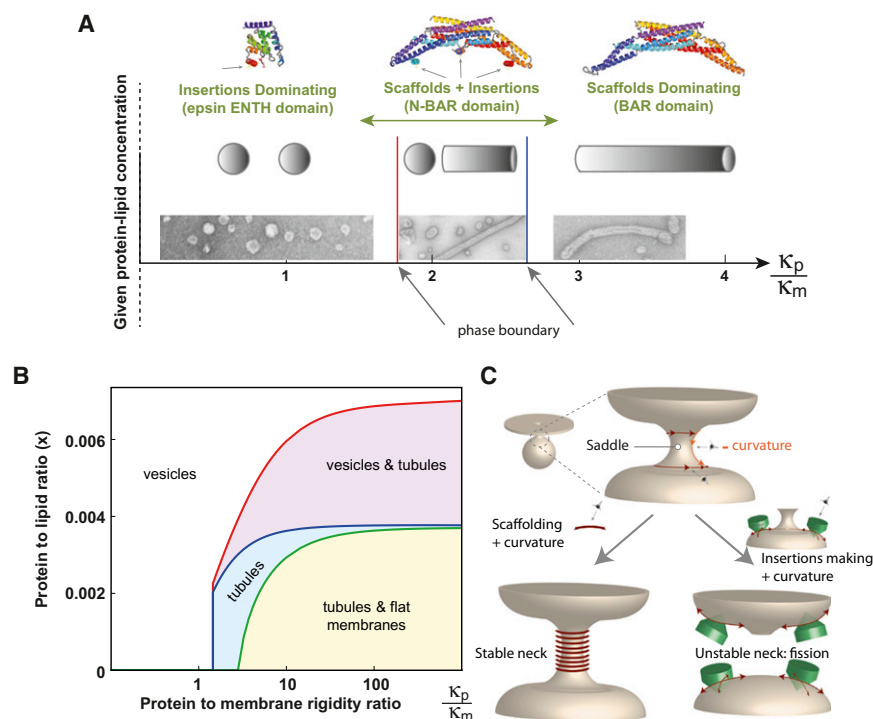 A
Insertions Dominating
(epsin ENTH domain)
Scaffolds + Insertions
(N-BAR domain)
Scaffolds Dominating
(BAR domain)
Given protein-lipid concentration
1
2
3
4
κp
κm
phase boundary
B
Protein to lipid ratio (x)
0.006
0.004
0.002
0
vesicles
vesicles & tubules
tubules
tubules & flat
membranes
1
10
100
Protein to membrane rigidity ratio
κp
κm
C
Saddle
- curvature
Scaffolding
+ curvature
Insertions making
+ curvature
Stable neck
Unstable neck: fission